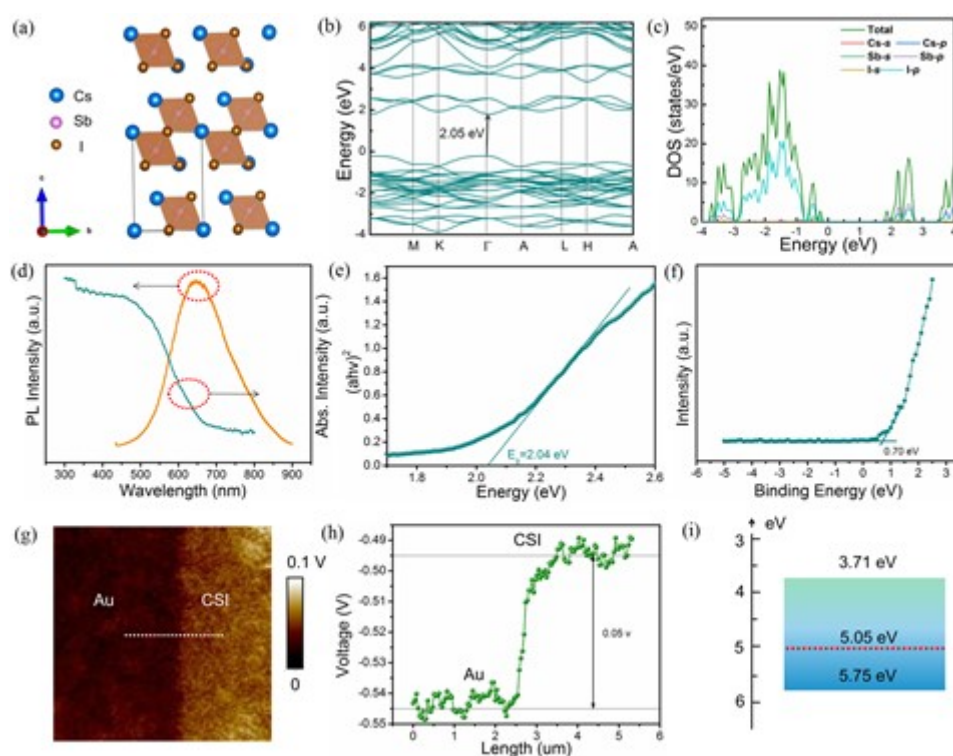 (a)
Cs
Sb
I
c
b
(b)
Energy (eV)
6
4
2
0
-2
-4
2.05 eV
M K Γ A L H A
(c)
DOS (states/eV)
50
40
30
20
10
0
Total
Cs-s Cs-p
Sb-s Sb-p
I-s I-p
-4 -3 -2 -1 0 1 2 3 4
Energy (eV)
(d)
PL Intensity (a.u.)
Abs. Intensity (a.u.)
300 400 500 600 700 800 900
Wavelength (nm)
(e)
(ahv)²
1.6
1.4
1.2
1.0
0.8
0.6
0.4
0.2
0.0
Eg=2.04 eV
1.8 2.0 2.2 2.4 2.6
Energy (eV)
(f)
Intensity (a.u.)
0.70 eV
-6 -5 -4 -3 -2 -1 0 1 2 3
Binding Energy (eV)
(g)
Au
CSI
0.1 V
0
(h)
Voltage (V)
-0.49
-0.50
-0.51
-0.52
-0.53
-0.54
-0.55
CSI
0.05 v
Au
0 1 2 3 4 5 6
Length (um)
(i)
eV
3
4
5
6
3.71 eV
5.05 eV
5.75 eV